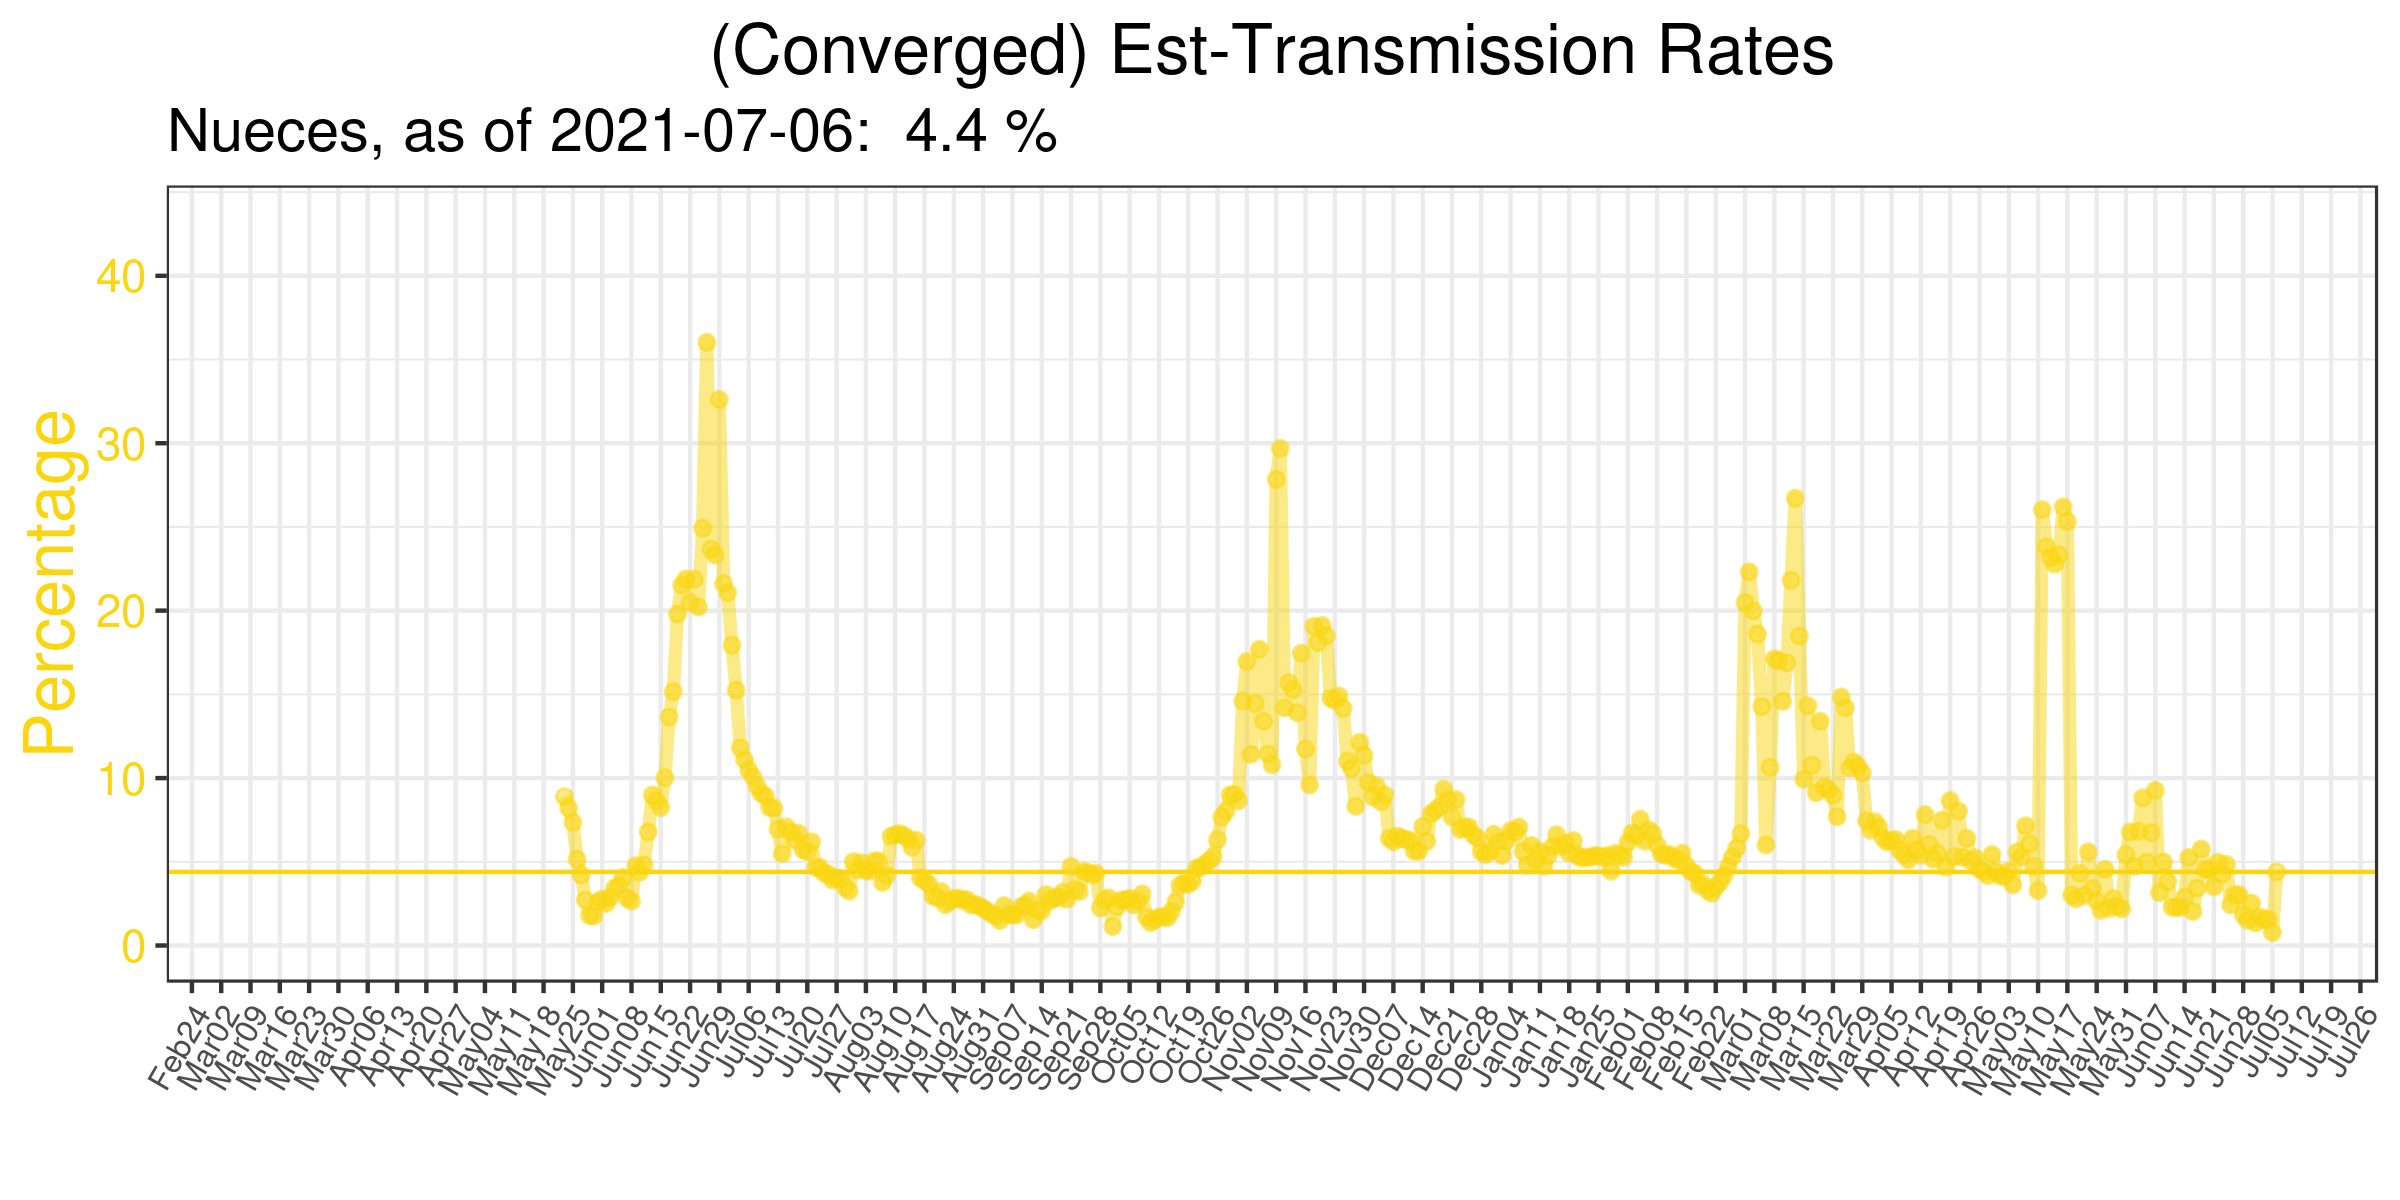 (Converged) Est-Transmission Rates
Nueces, as of 2021-07-06:  4.4 %
Percentage
40
30
20
10
0
Feb24 Mar02 Mar09 Mar16 Mar23 Mar30 Apr06 Apr13 Apr20 Apr27 May04 May11 May18 May25 Jun01 Jun08 Jun15 Jun22 Jun29 Jul06 Jul13 Jul20 Jul27 Aug03 Aug10 Aug17 Aug24 Aug31 Sep07 Sep14 Sep21 Sep28 Oct05 Oct12 Oct19 Oct26 Nov02 Nov09 Nov16 Nov23 Nov30 Dec07 Dec14 Dec21 Dec28 Jan04 Jan11 Jan18 Jan25 Feb01 Feb08 Feb15 Feb22 Mar01 Mar08 Mar15 Mar22 Mar29 Apr05 Apr12 Apr19 Apr26 May03 May10 May17 May24 May31 Jun07 Jun14 Jun21 Jun28 Jul05 Jul12 Jul19 Jul26